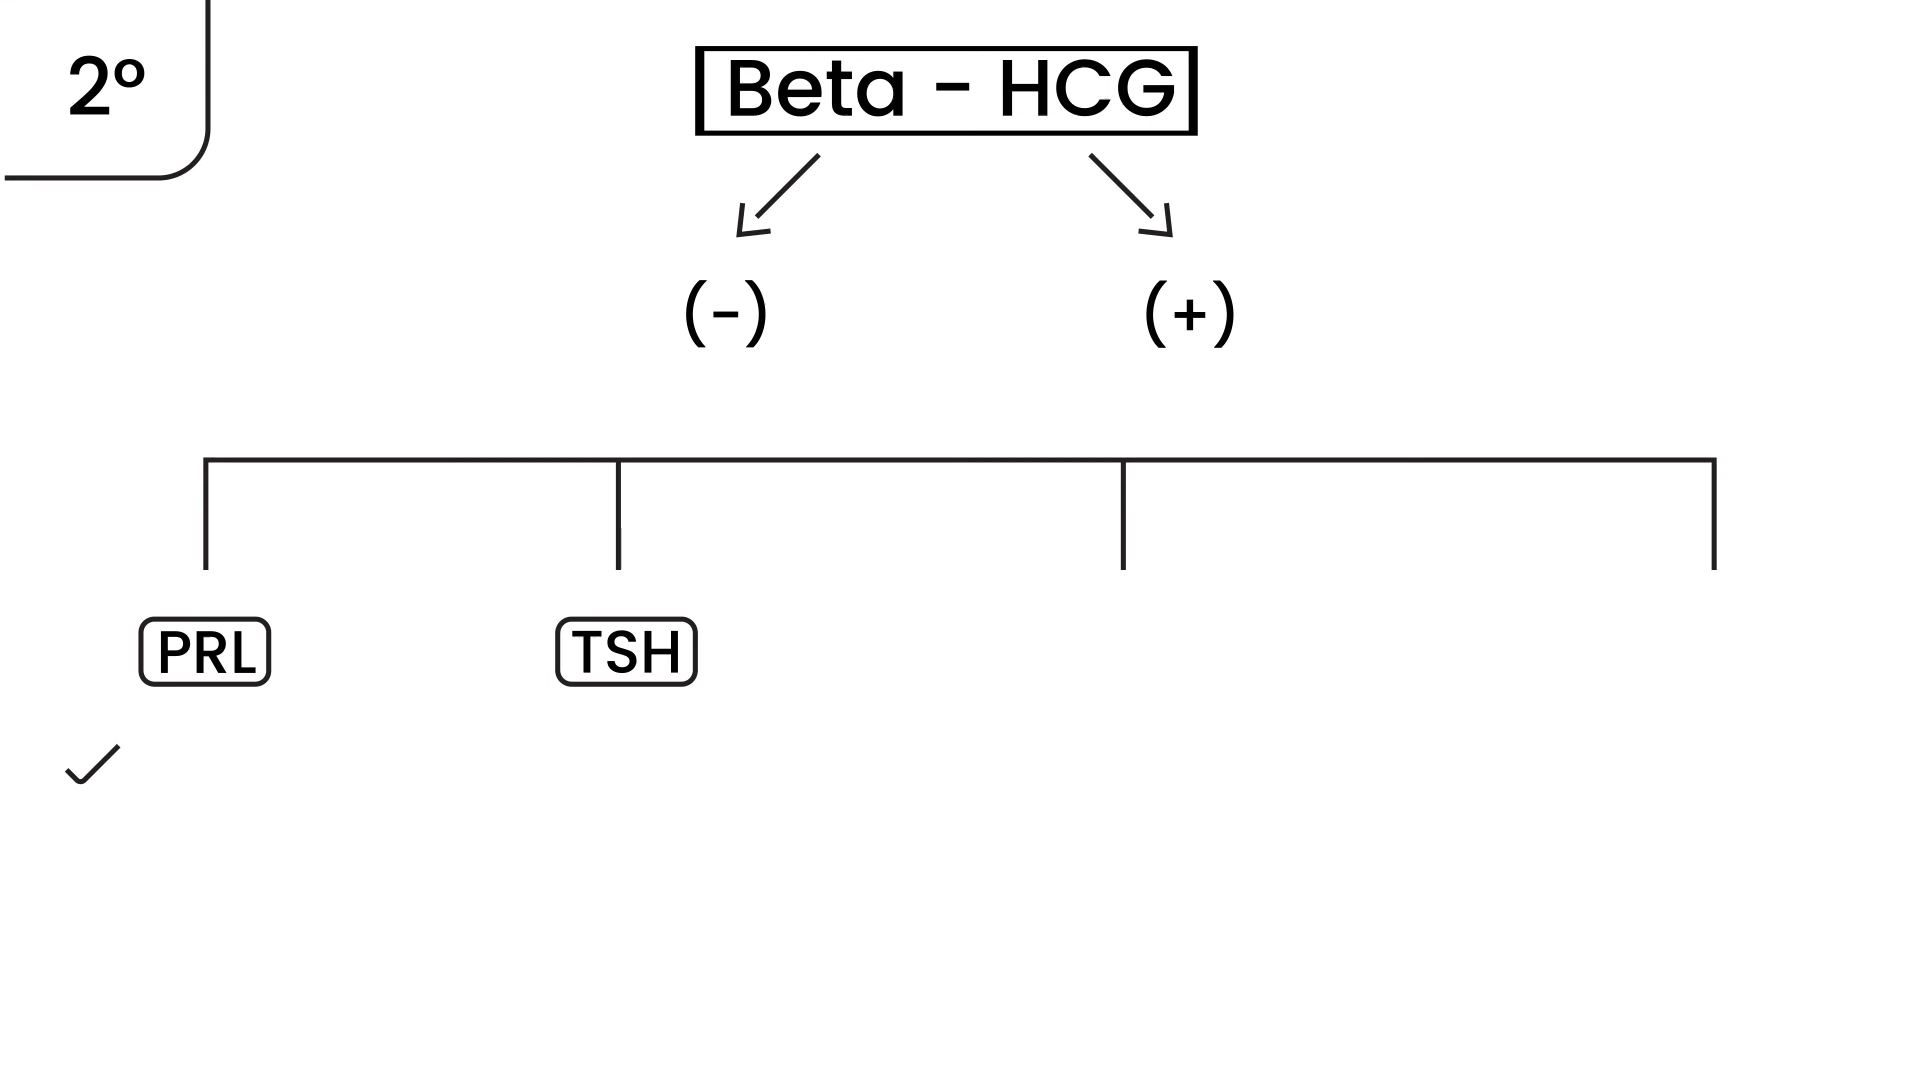 2º
Beta - HCG
(-)
(+)
PRL
TSH